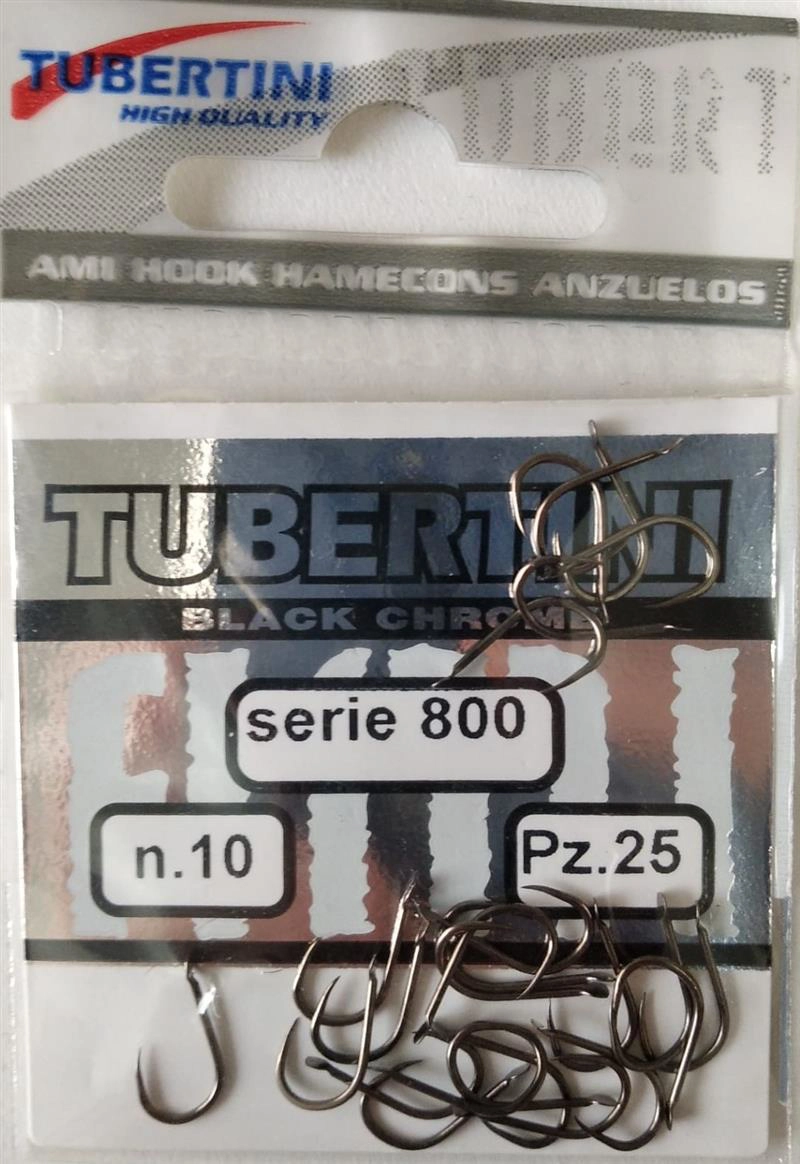 TUBERTINI
HIGH QUALITY
AMI HOOK HAMECONS ANZUELOS
TUBERTINI
BLACK CHROME
serie 800
n.10
Pz.25